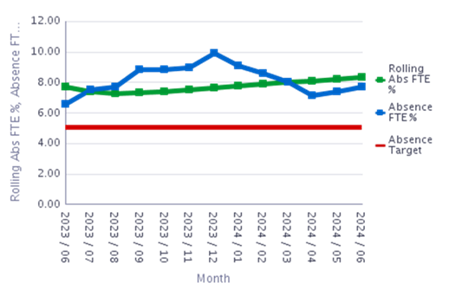 Rolling Abs FTE %, Absence FT...
12.00
10.00
8.00
6.00
4.00
2.00
0.00
2023 / 06
2023 / 07
2023 / 08
2023 / 09
2023 / 10
2023 / 11
2023 / 12
2024 / 01
2024 / 02
2024 / 03
2024 / 04
2024 / 05
2024 / 06
Month
Rolling
Abs FTE
%
Absence
FTE%
Absence
Target